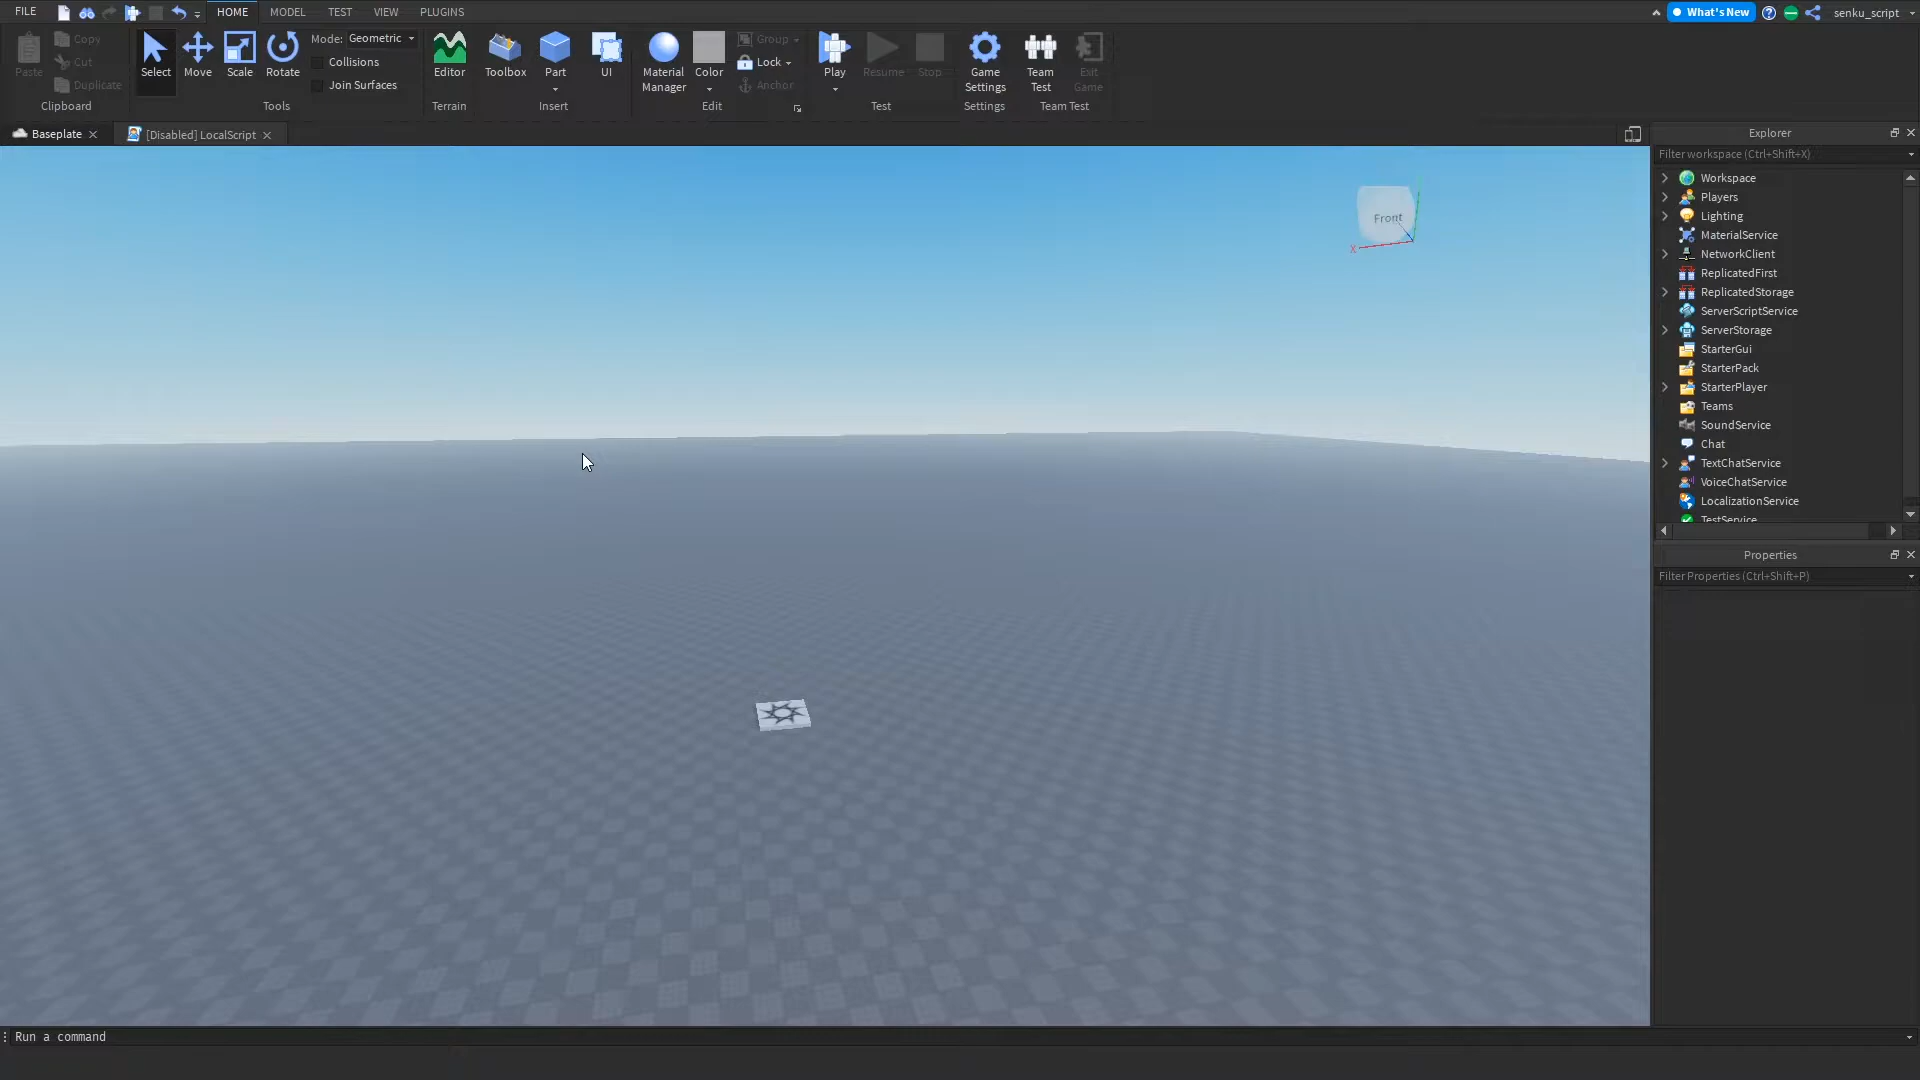 FILE HOME MODEL TEST VIEW PLUGINS What's New senku_script
Paste Copy Cut Duplicate Clipboard
Select Move Scale Rotate Mode: Geometric Collisions Join Surfaces Tools
Editor Terrain
Toolbox Part UI Insert
Material Manager Color Group Lock Anchor Edit
Play Resume Stop Test
Game Settings Settings
Team Test Exit Game Team Test
Baseplate [Disabled] LocalScript
Front
X
Explorer
Filter workspace (Ctrl+Shift+X)
Workspace
Players
Lighting
MaterialService
NetworkClient
ReplicatedFirst
ReplicatedStorage
ServerScriptService
ServerStorage
StarterGui
StarterPack
StarterPlayer
Teams
SoundService
Chat
TextChatService
VoiceChatService
LocalizationService
TestService
Properties
Filter Properties (Ctrl+Shift+P)
Run a command